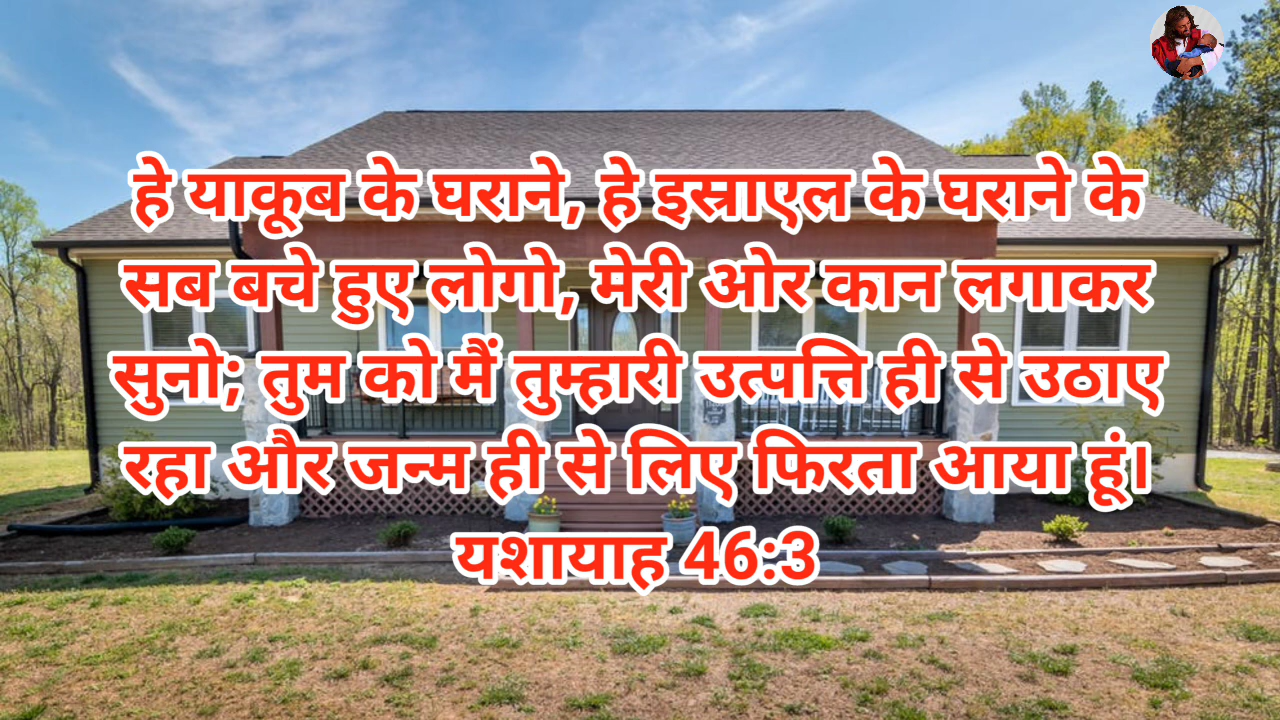 हे याकूब के घराने, हे इस्राएल के घराने के
सब बचे हुए लोगो, मेरी ओर कान लगाकर
सुनो; तुम को मैं तुम्हारी उत्पत्ति ही से उठाए
रहा और जन्म ही से लिए फिरता आया हूं।
यशायाह 46:3